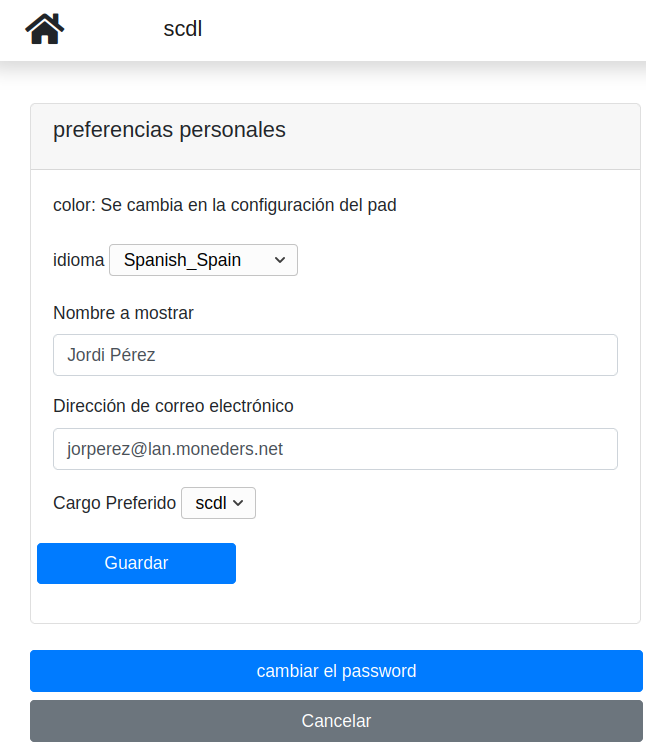 scdl
preferencias personales
color: Se cambia en la configuración del pad
idioma Spanish_Spain
Nombre a mostrar
Jordi Pérez
Dirección de correo electrónico
jorperez@lan.moneders.net
Cargo Preferido scdl
Guardar
cambiar el password
Cancelar